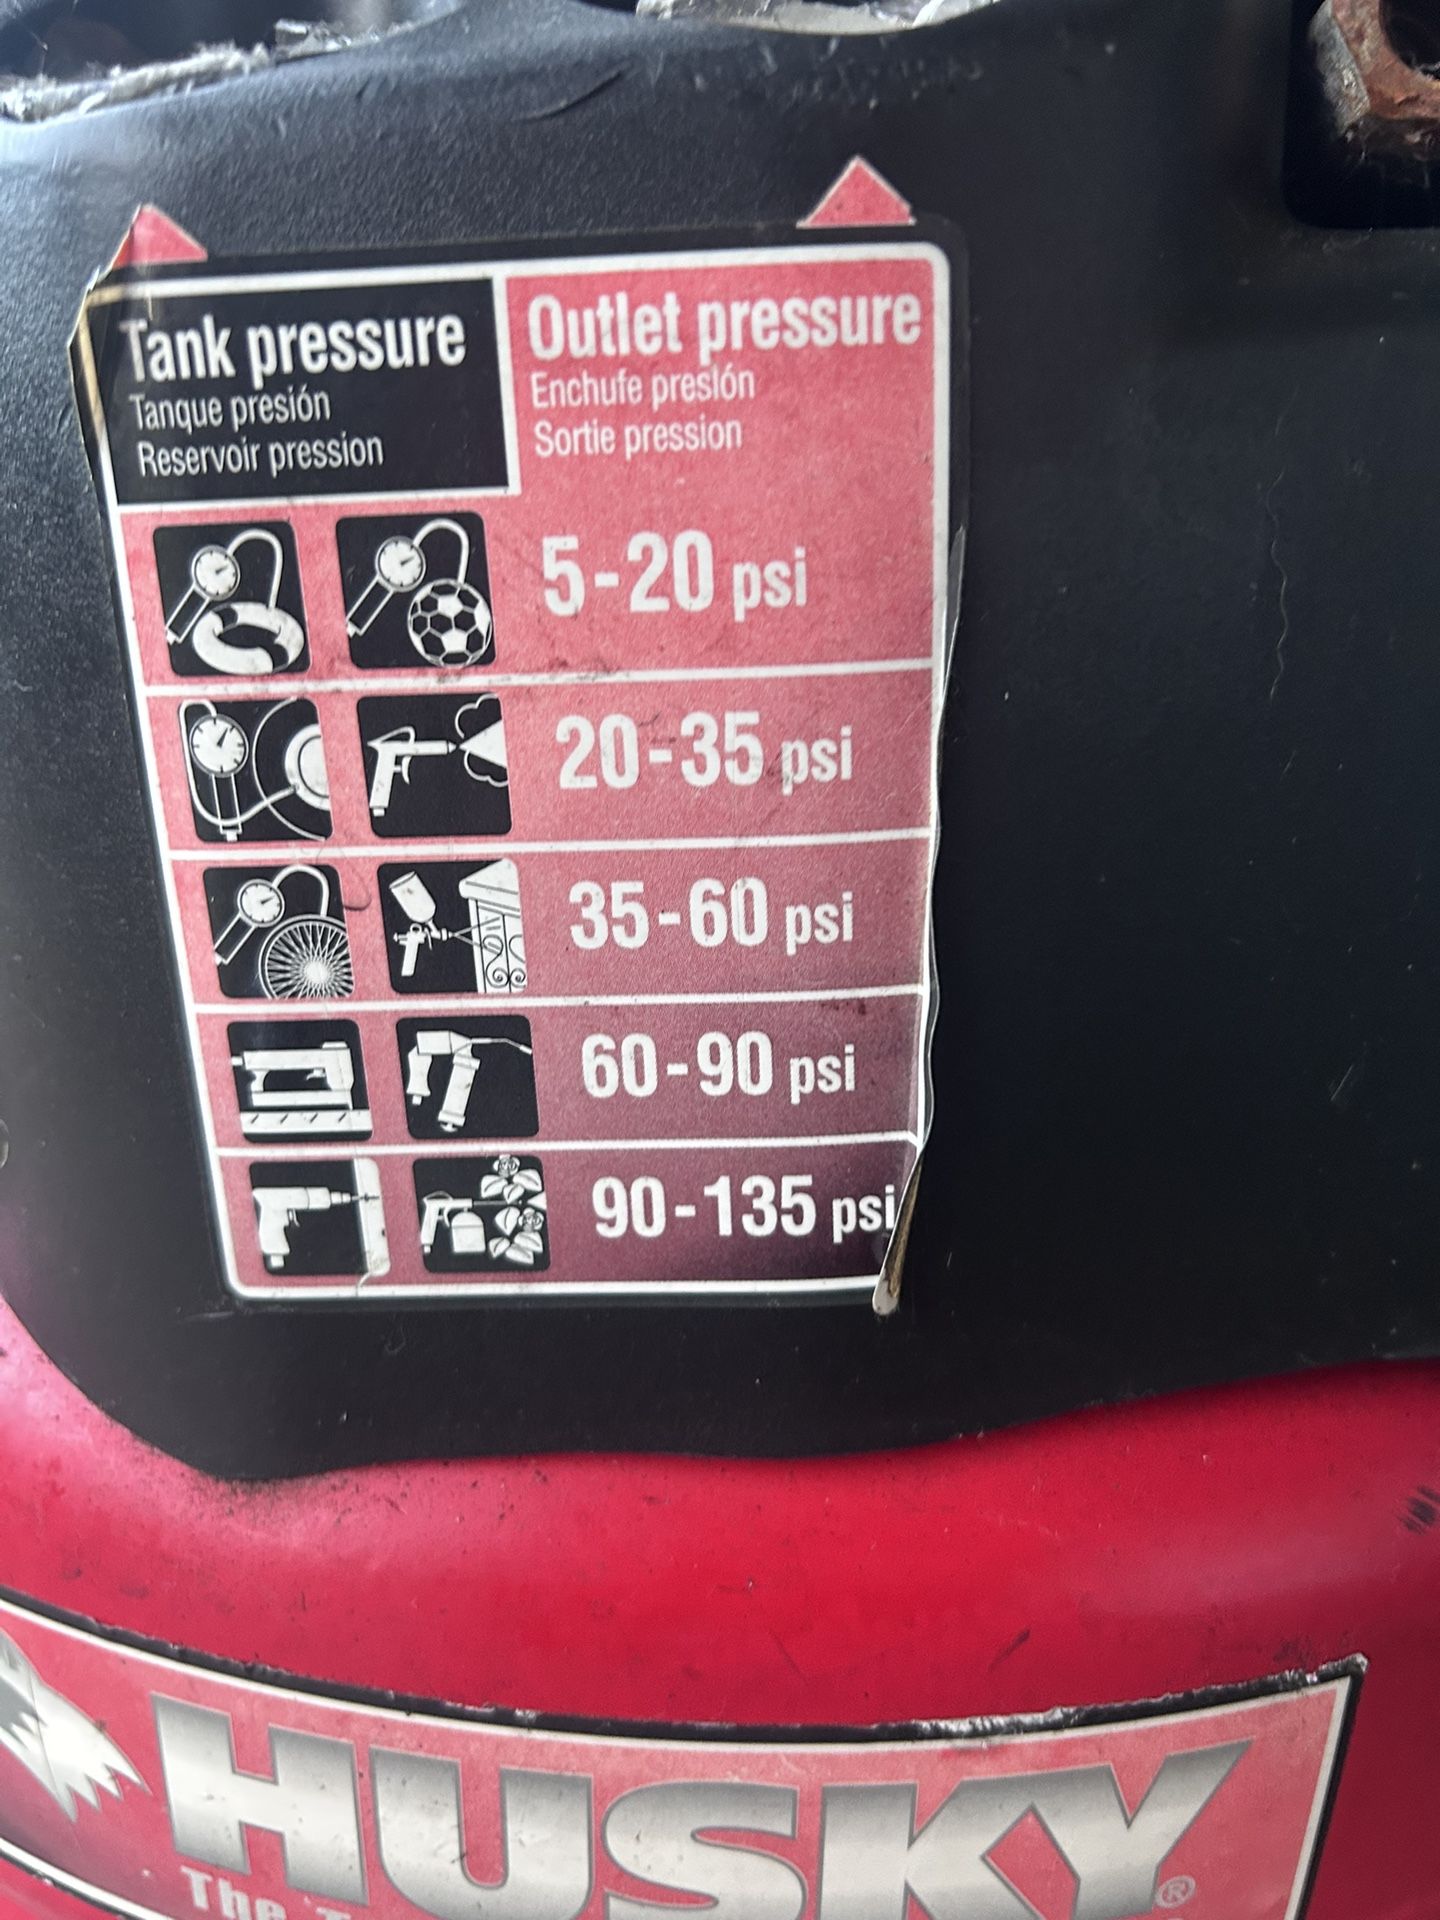 Tank pressure
Tanque presión
Reservoir pression
Outlet pressure
Enchufe presión
Sortie pression
5-20 psi
20-35 psi
35-60 psi
60-90 psi
90-135 psi
HUSKY®
The